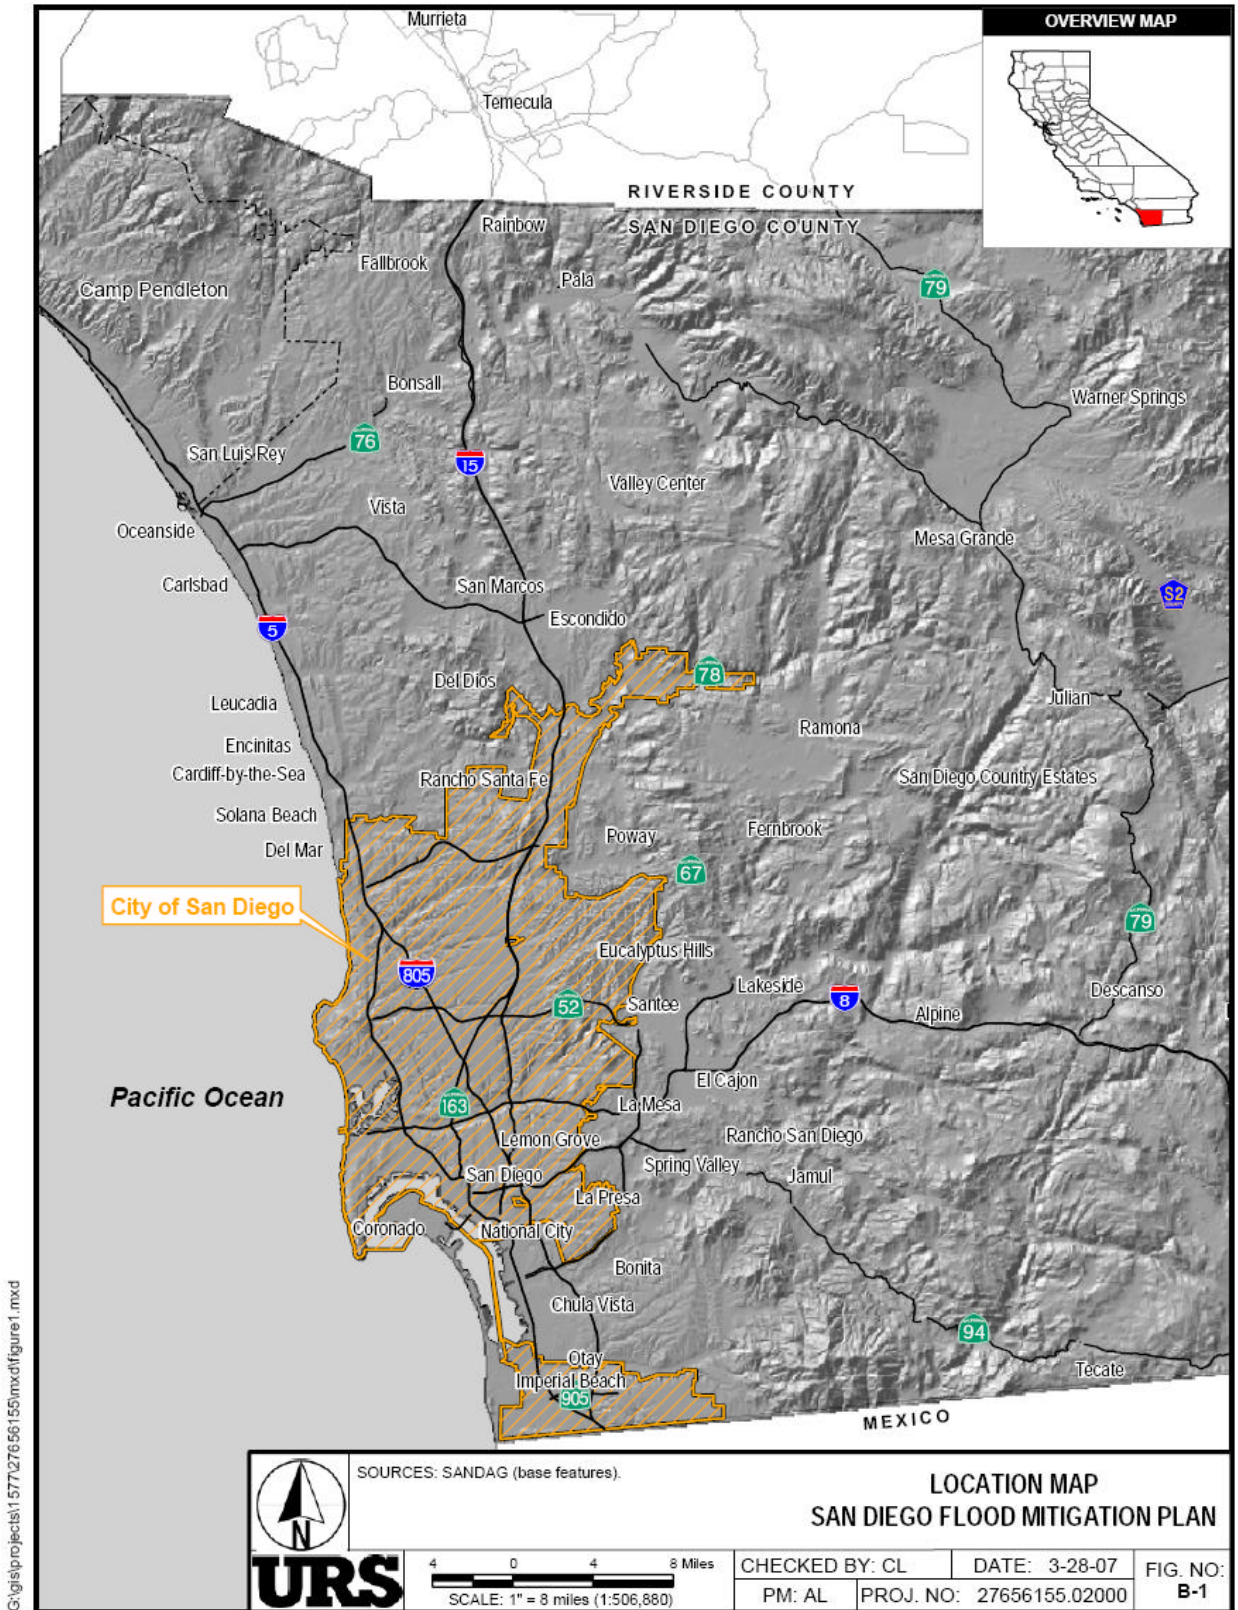 OVERVIEW MAP
Murrieta
Temecula
RIVERSIDE COUNTY
SAN DIEGO COUNTY
Rainbow
Fallbrook
Pala
79
Camp Pendleton
Bonsall
Warner Springs
76
San Luis Rey
15
Valley Center
Vista
Oceanside
Mesa Grande
Carlsbad
San Marcos
S2
Escondido
5
78
Del Dios
Leucadia
Julian
Ramona
Encinitas
Cardiff-by-the-Sea
Rancho Santa Fe
San Diego Country Estates
Solana Beach
Poway
Fernbrook
Del Mar
67
City of San Diego
79
Eucalyptus Hills
805
Lakeside
52
Santee
8
Descanso
Alpine
Pacific Ocean
El Cajon
163
La Mesa
Lemon Grove
Rancho San Diego
San Diego
Spring Valley
Jamul
La Presa
Coronado
National City
Bonita
Chula Vista
94
Otay
Tecate
Imperial Beach
905
MEXICO
G:\gis\projects\1577\27656155\mxd\figure1.mxd
SOURCES: SANDAG (base features).
N
URS
LOCATION MAP
SAN DIEGO FLOOD MITIGATION PLAN
4 0 4 8 Miles
SCALE: 1" = 8 miles (1:506,880)
CHECKED BY: CL
DATE: 3-28-07
FIG. NO:
B-1
PM: AL
PROJ. NO: 27656155.02000